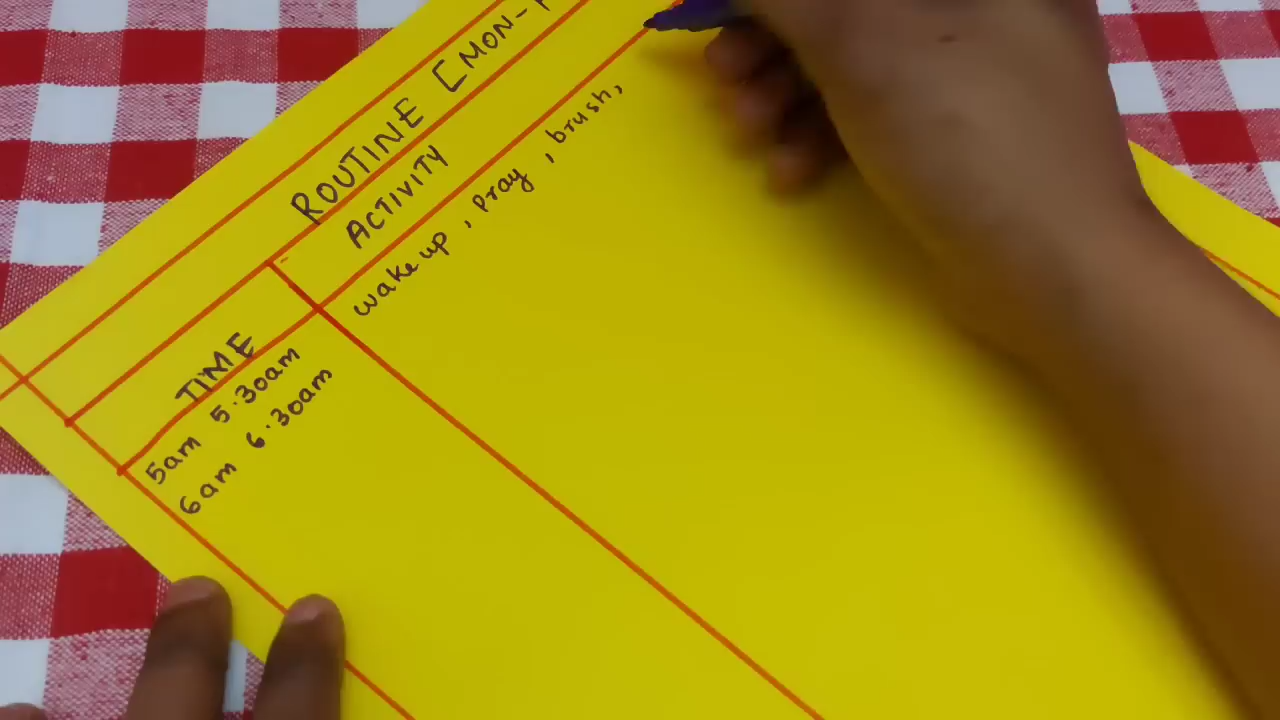 ROUTINE [MON-
TIME ACTIVITY
5am 5.30am wake up, pray, brush,
6am 6.30am